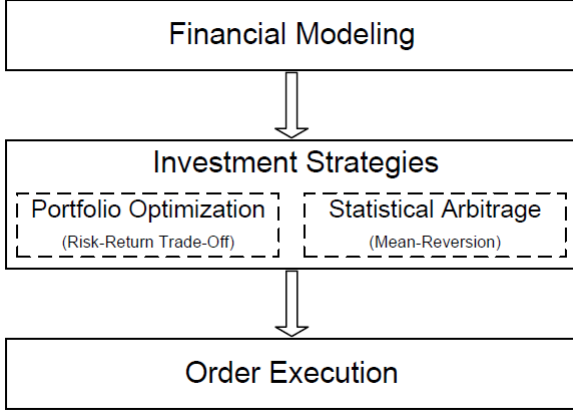 Financial Modeling
Investment Strategies
Portfolio Optimization
(Risk-Return Trade-Off)
Statistical Arbitrage
(Mean-Reversion)
Order Execution